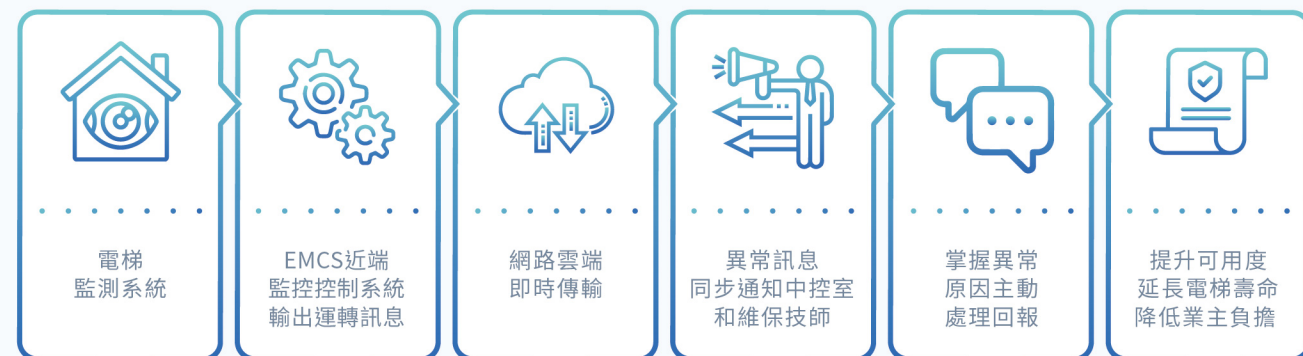 電梯
監測系統
EMCS近端
監控控制系統
輸出運轉訊息
網路雲端
即時傳輸
異常訊息
同步通知中控室
和維保技師
掌握異常
原因主動
處理回報
提升可用度
延長電梯壽命
降低業主負擔